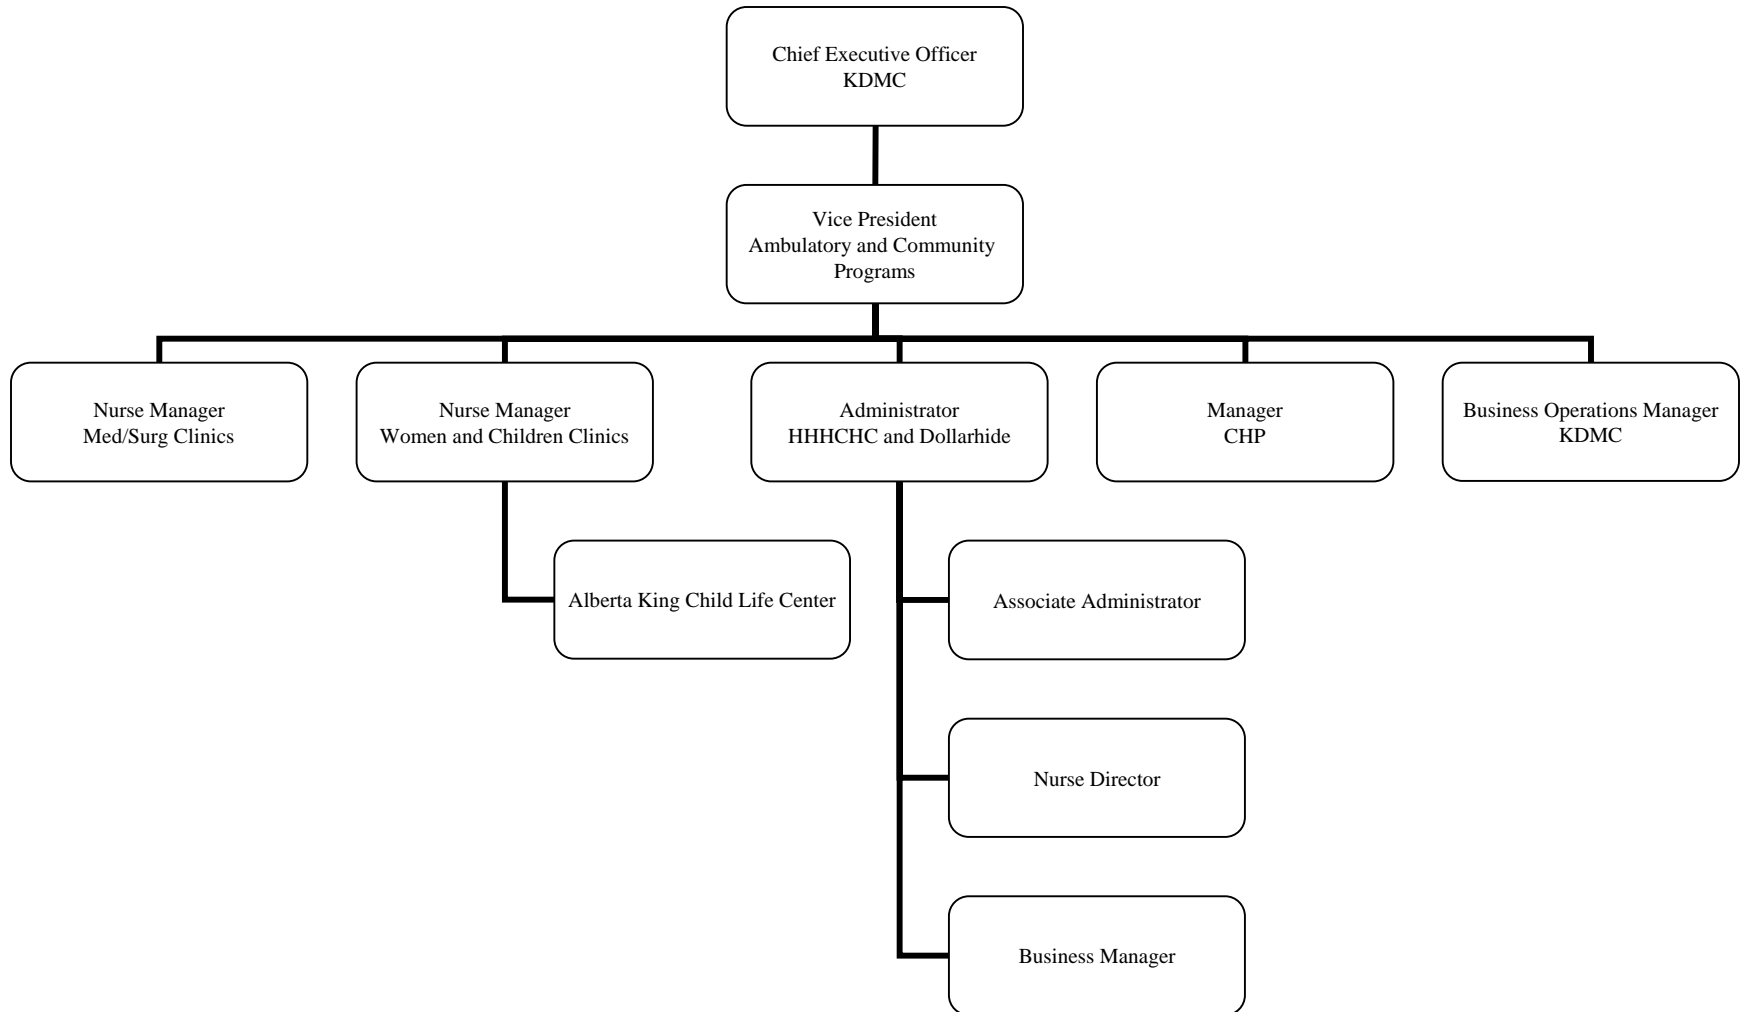 Chief Executive Officer
KDMC
Vice President
Ambulatory and Community
Programs
Nurse Manager
Med/Surg Clinics
Nurse Manager
Women and Children Clinics
Administrator
HHHCHC and Dollarhide
Manager
CHP
Business Operations Manager
KDMC
Alberta King Child Life Center
Associate Administrator
Nurse Director
Business Manager